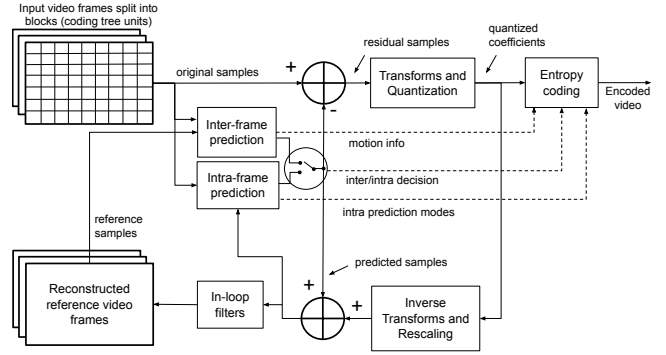 Input video frames split into
blocks (coding tree units)
original samples
+
-
residual samples
Transforms and
Quantization
quantized
coefficients
Entropy
coding
Encoded
video
Inter-frame
prediction
motion info
Intra-frame
prediction
inter/intra decision
intra prediction modes
reference
samples
Reconstructed
reference video
frames
In-loop
filters
+
+
predicted samples
Inverse
Transforms and
Rescaling